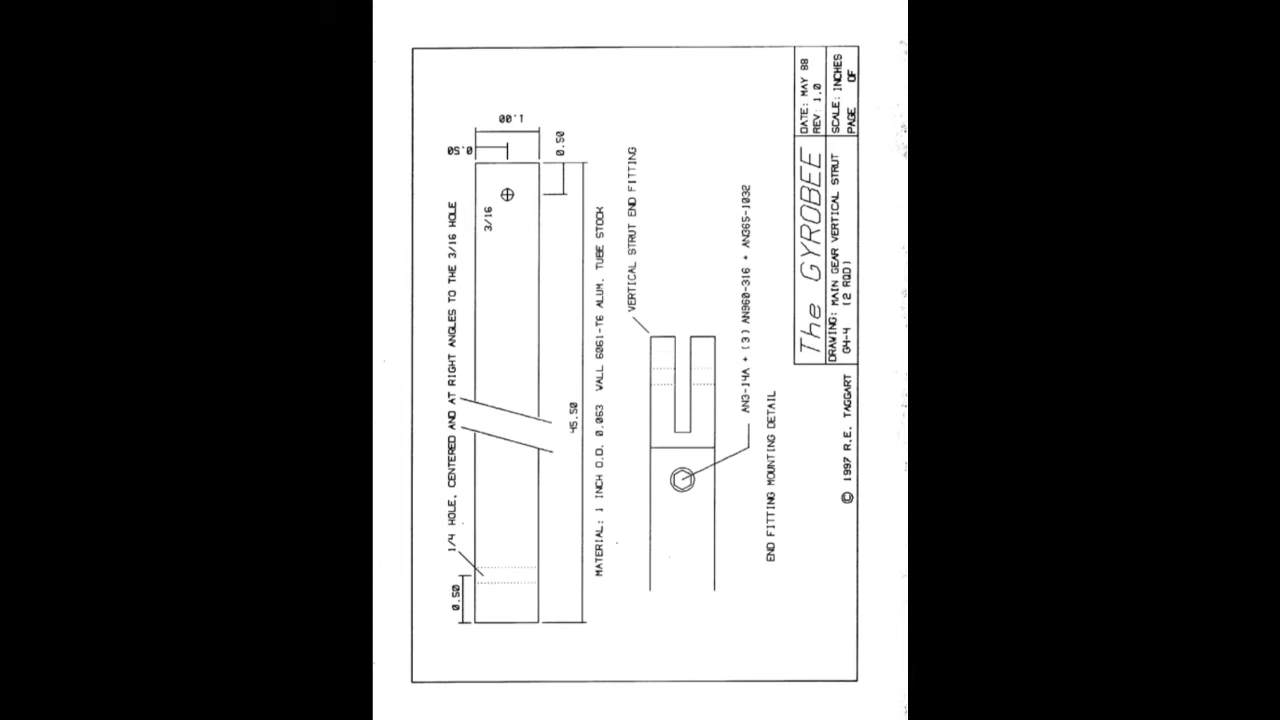 1/4 HOLE, CENTERED AND AT RIGHT ANGLES TO THE 3/16 HOLE
0.50
0.50
1.00
3/16
0.50
45.50
MATERIAL: 1 INCH O.D. 0.063 WALL 6061-T6 ALUM. TUBE STOCK
VERTICAL STRUT END FITTING
AN3-14A + (3) AN960-316 + AN365-1032
END FITTING MOUNTING DETAIL
The GYROBEE
DATE: MAY 88
REV: 1.0
DRAWING: MAIN GEAR VERTICAL STRUT
G4-4 (2 RQD)
SCALE: INCHES
PAGE OF
© 1997 R.E. TAGGART